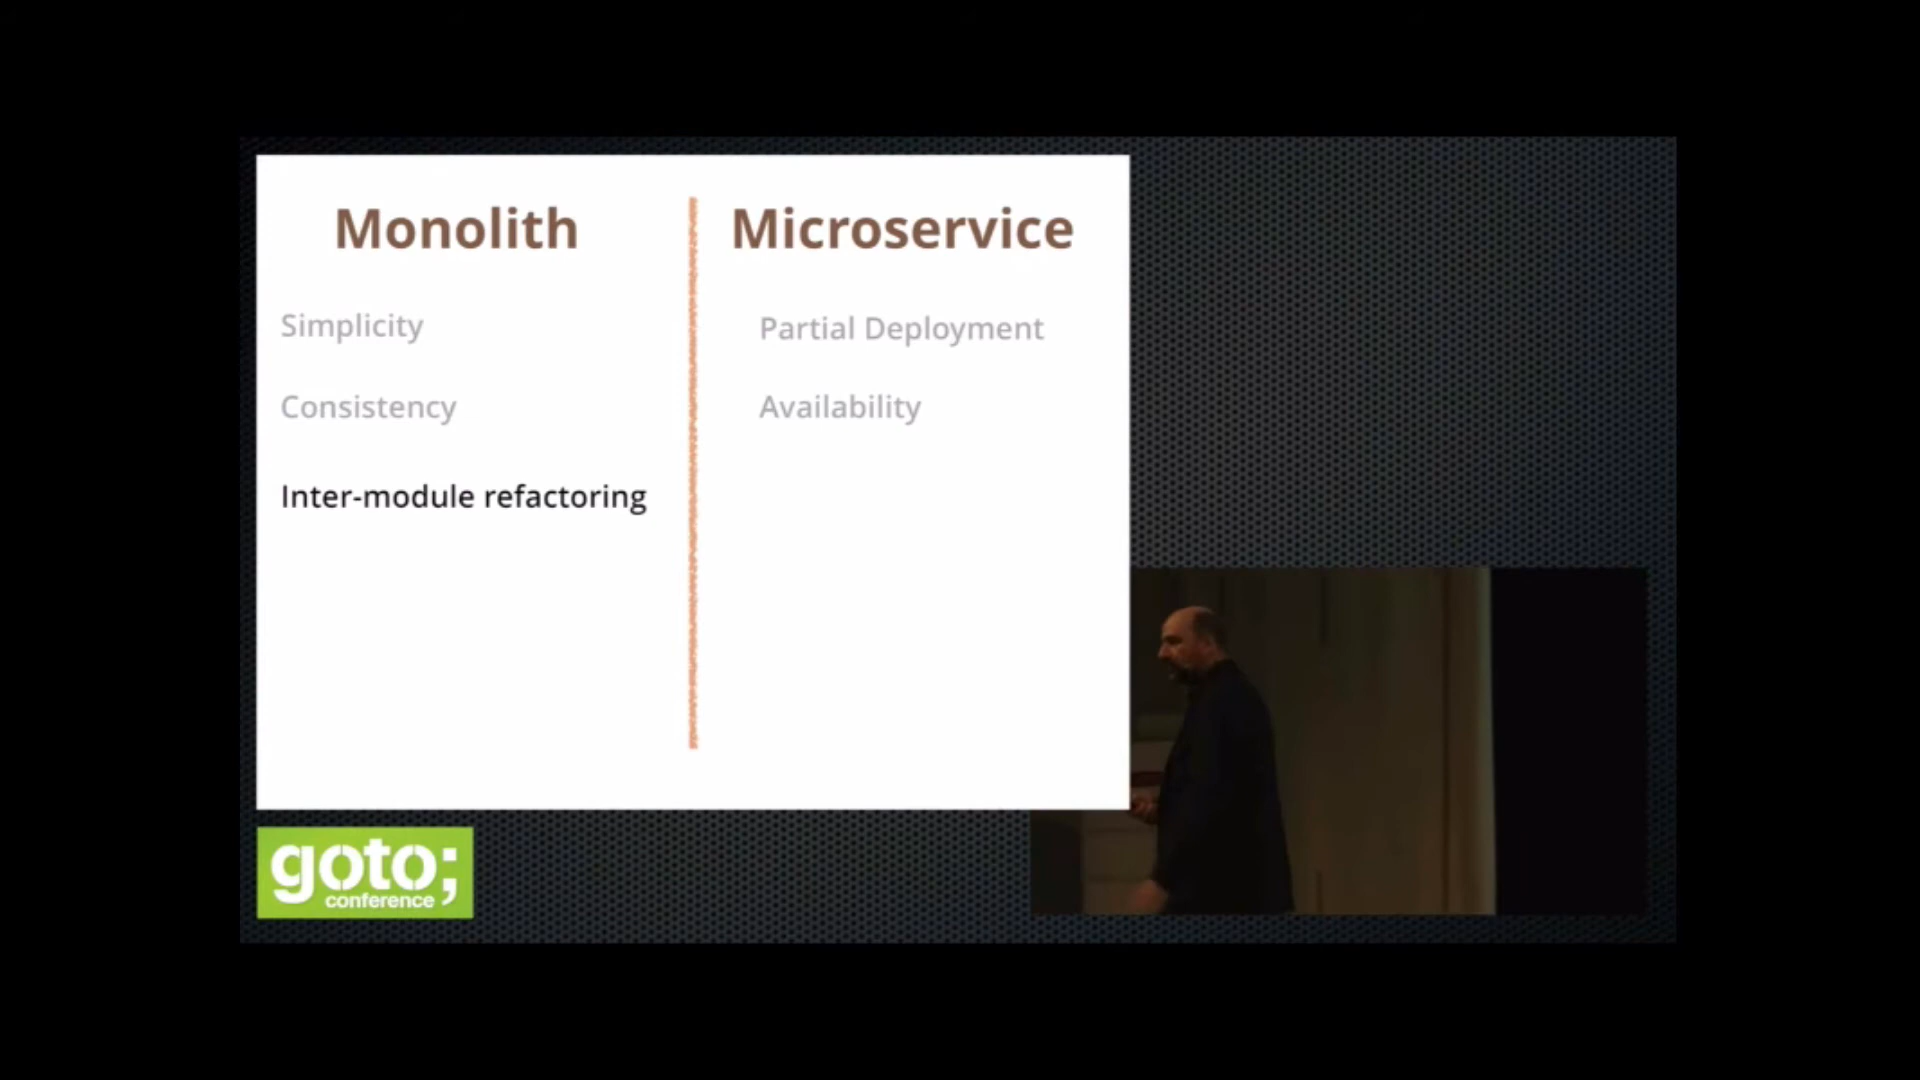 Monolith
Microservice
Simplicity
Partial Deployment
Consistency
Availability
Inter-module refactoring
goto;
conference